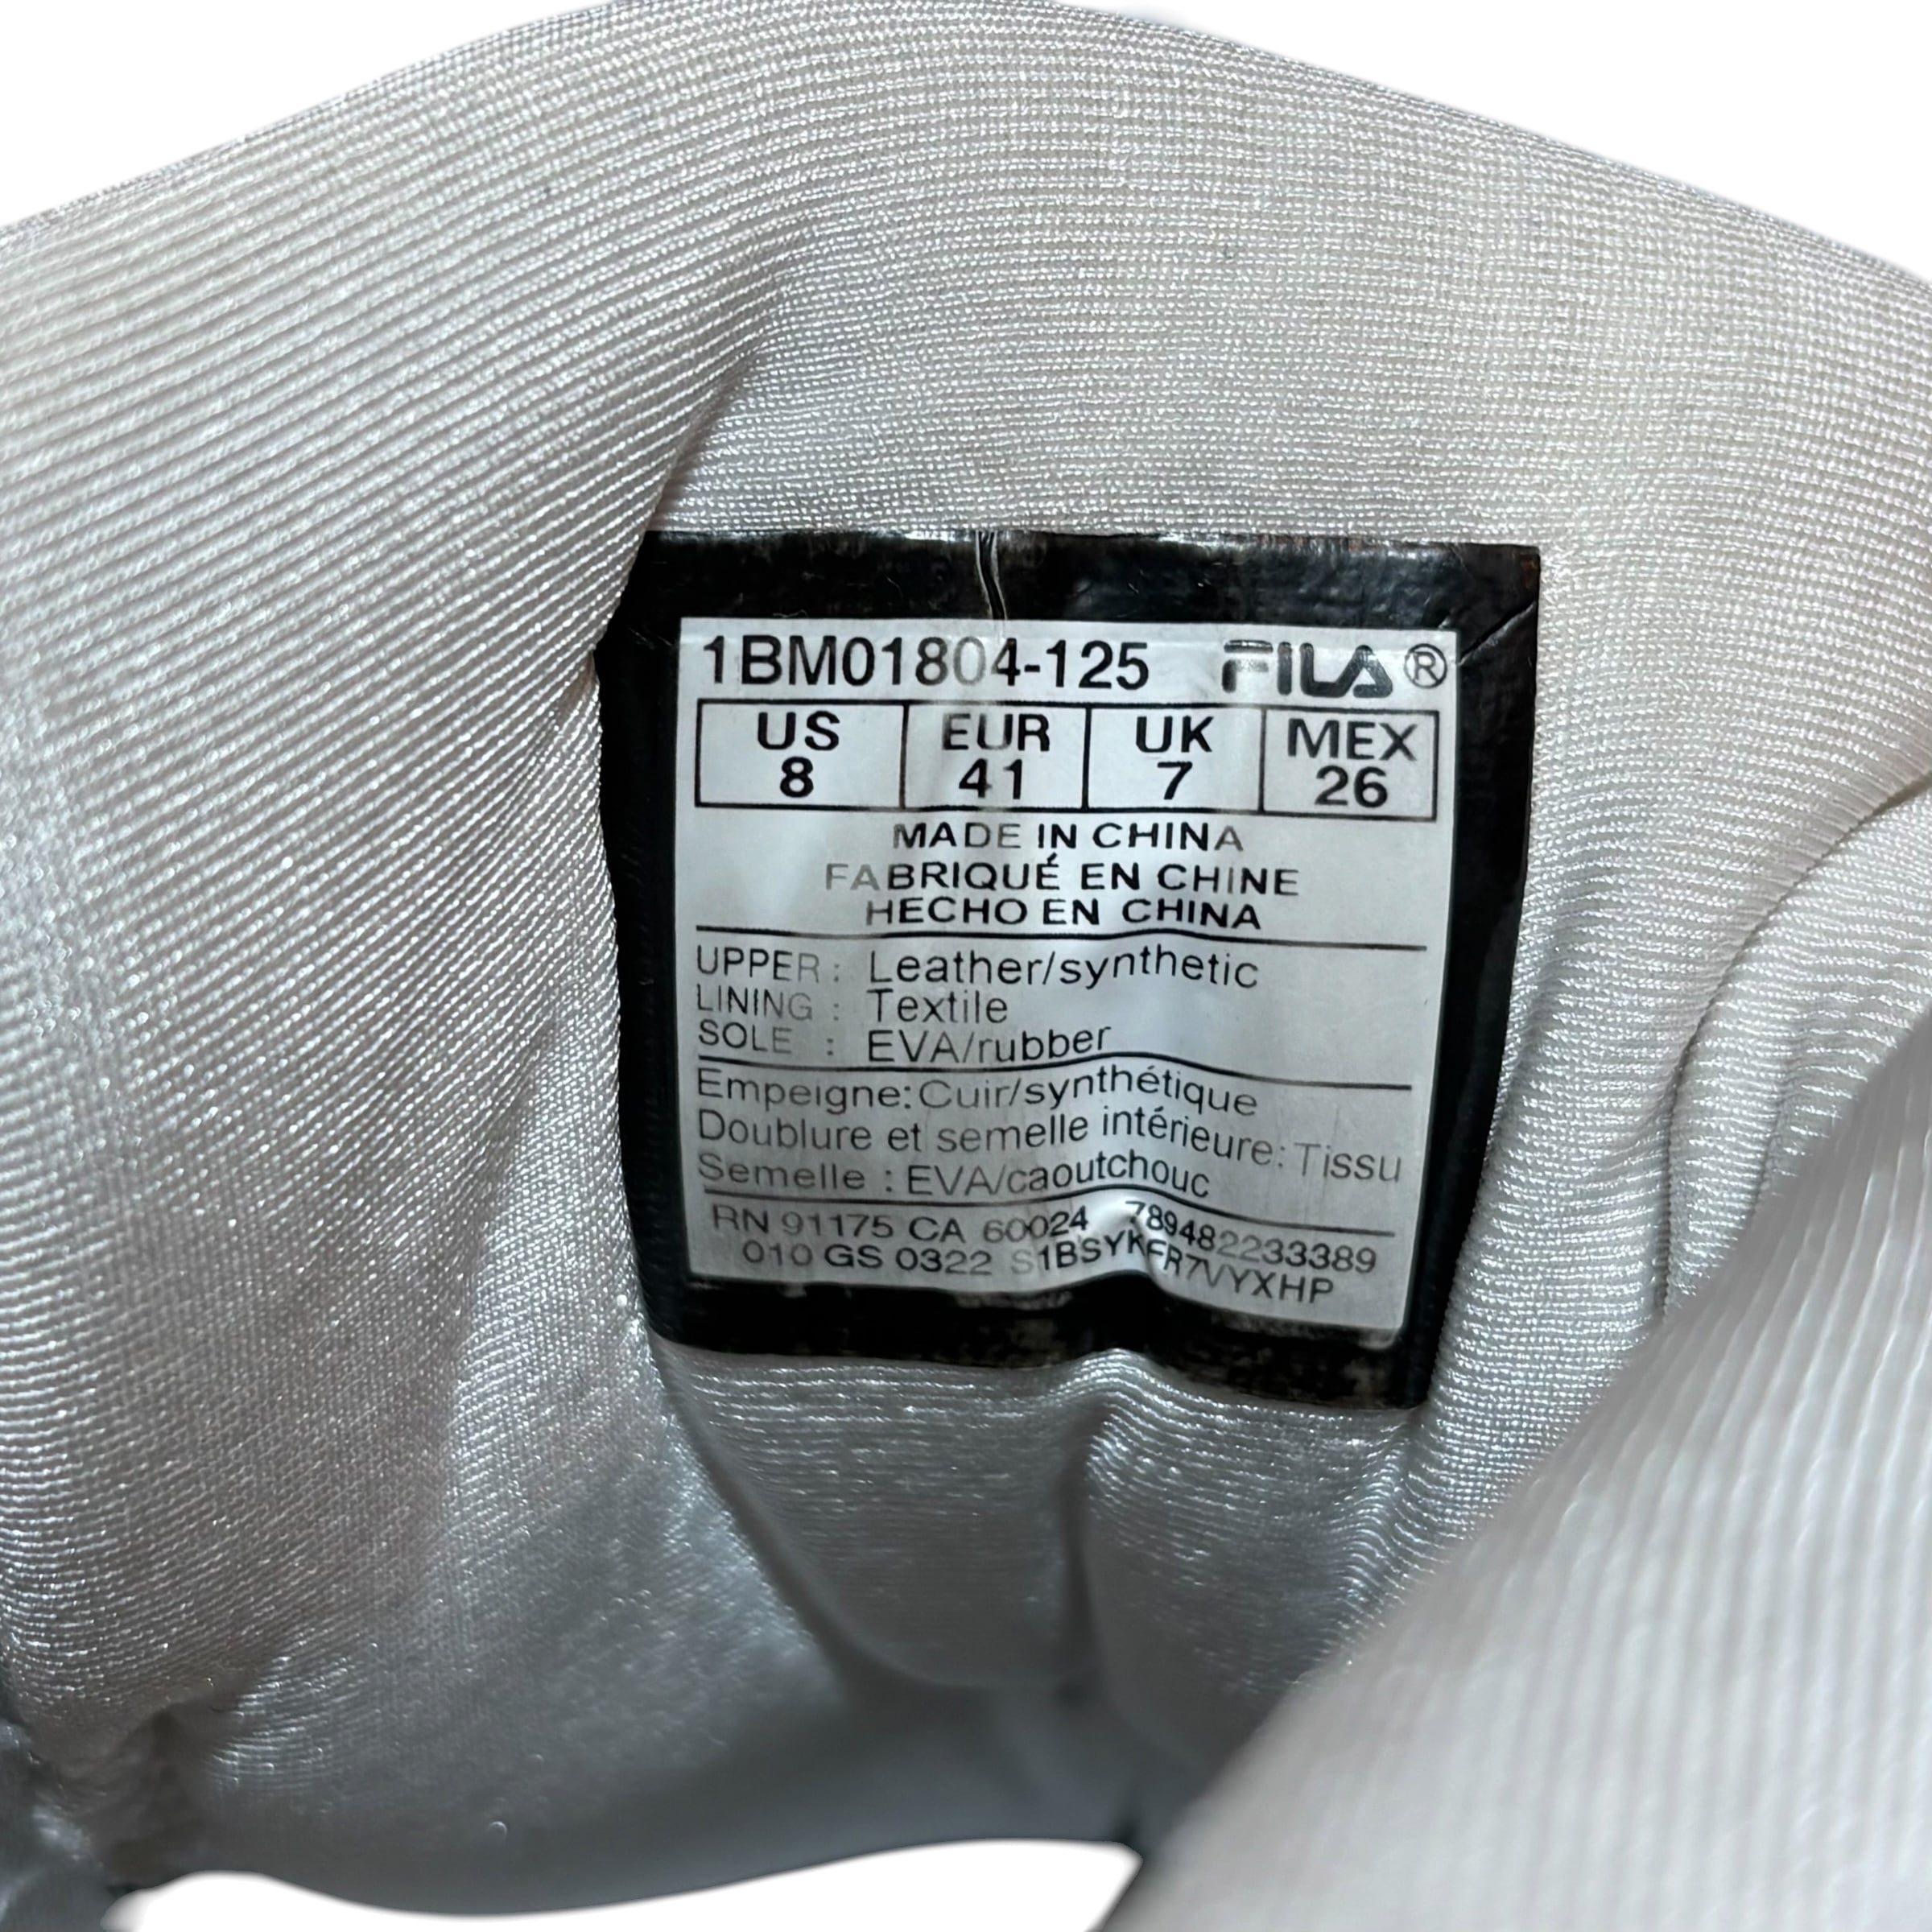 1BM01804-125 FILA®
US EUR UK MEX
8 41 7 26
MADE IN CHINA
FABRIQUÉ EN CHINE
HECHO EN CHINA
UPPER : Leather/synthetic
LINING : Textile
SOLE : EVA/rubber
Empeigne: Cuir/synthétique
Doublure et semelle intérieure: Tissu
Semelle : EVA/caoutchouc
RN 91175 CA 60024 789482233389
010 GS 0322 S1BSYKFR7VYXHP